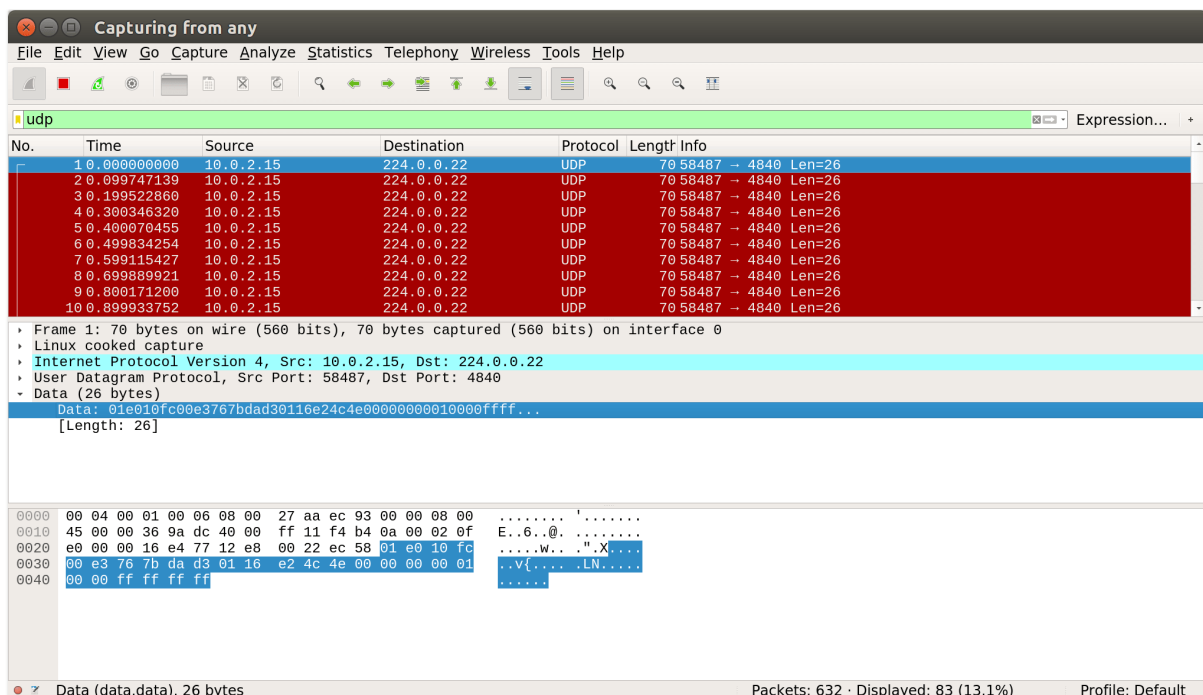 Capturing from any
File Edit View Go Capture Analyze Statistics Telephony Wireless Tools Help
udp Expression... +
No. Time Source Destination Protocol Length Info
1 0.000000000 10.0.2.15 224.0.0.22 UDP 70 58487 → 4840 Len=26
2 0.099747139 10.0.2.15 224.0.0.22 UDP 70 58487 → 4840 Len=26
3 0.199522860 10.0.2.15 224.0.0.22 UDP 70 58487 → 4840 Len=26
4 0.300346320 10.0.2.15 224.0.0.22 UDP 70 58487 → 4840 Len=26
5 0.400070455 10.0.2.15 224.0.0.22 UDP 70 58487 → 4840 Len=26
6 0.499834254 10.0.2.15 224.0.0.22 UDP 70 58487 → 4840 Len=26
7 0.599115427 10.0.2.15 224.0.0.22 UDP 70 58487 → 4840 Len=26
8 0.699889921 10.0.2.15 224.0.0.22 UDP 70 58487 → 4840 Len=26
9 0.800171200 10.0.2.15 224.0.0.22 UDP 70 58487 → 4840 Len=26
10 0.899933752 10.0.2.15 224.0.0.22 UDP 70 58487 → 4840 Len=26
Frame 1: 70 bytes on wire (560 bits), 70 bytes captured (560 bits) on interface 0
Linux cooked capture
Internet Protocol Version 4, Src: 10.0.2.15, Dst: 224.0.0.22
User Datagram Protocol, Src Port: 58487, Dst Port: 4840
Data (26 bytes)
Data: 01e010fc00e3767bdad30116e24c4e00000000010000ffff...
[Length: 26]
0000 00 04 00 01 00 06 08 00 27 aa ec 93 00 00 08 00 ........ '.......
0010 45 00 00 36 9a dc 40 00 ff 11 f4 b4 0a 00 02 0f E..6..@. ........
0020 e0 00 00 16 e4 77 12 e8 00 22 ec 58 01 e0 10 fc .....w.. .".X....
0030 00 e3 76 7b da d3 01 16 e2 4c 4e 00 00 00 00 01 ..v{.... .LN.....
0040 00 00 ff ff ff ff ......
Data (data.data), 26 bytes Packets: 632 · Displayed: 83 (13.1%) Profile: Default